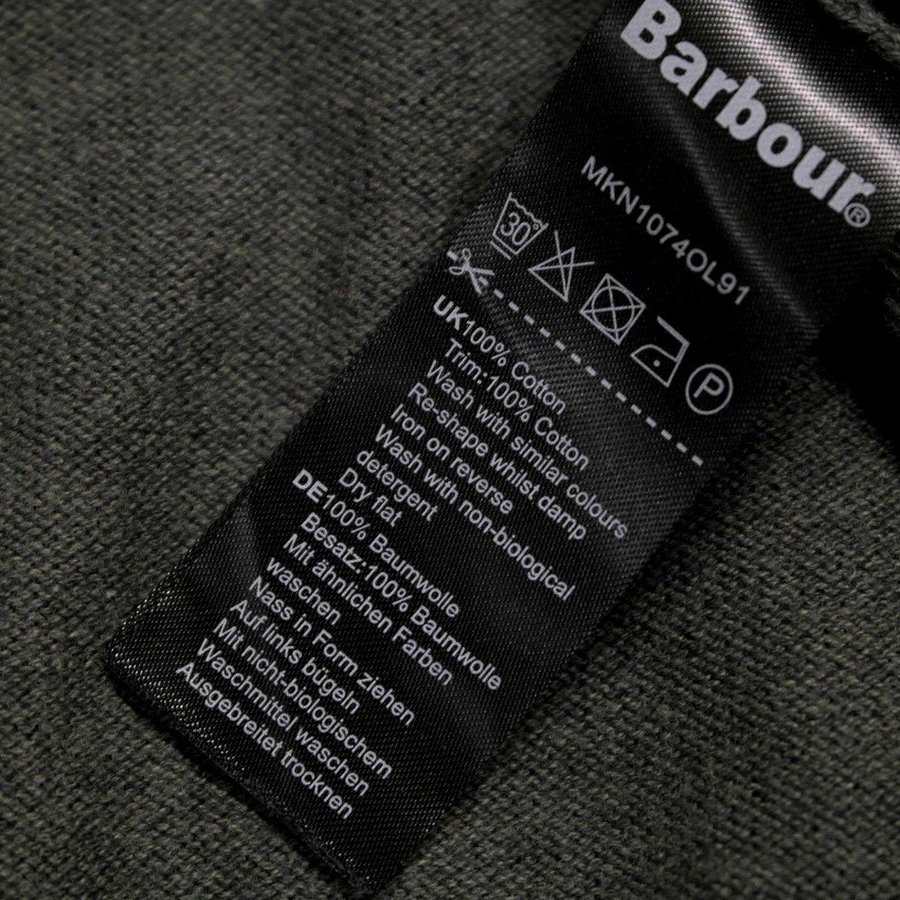 Barbour®
MKN1074OL91
30°
P
UK100% Cotton
Trim:100% Cotton
Wash with similar colours
Re-shape whilst damp
Iron on reverse
Wash with non-biological
detergent
Dry flat
DE100% Baumwolle
Besatz:100% Baumwolle
Mit ähnlichen Farben
waschen
Nass in Form ziehen
Auf links bügeln
Mit nicht-biologischem
Waschmittel waschen
Ausgebreitet trocknen